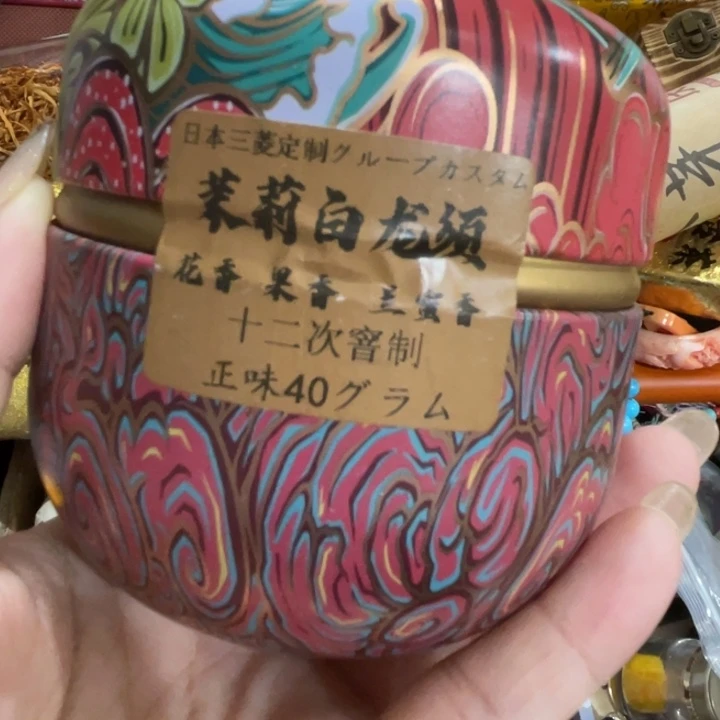 日本三菱定制グループカスタム
茉莉白龙须
花香 果香 兰蜜香
十二次窨制
正味40グラム